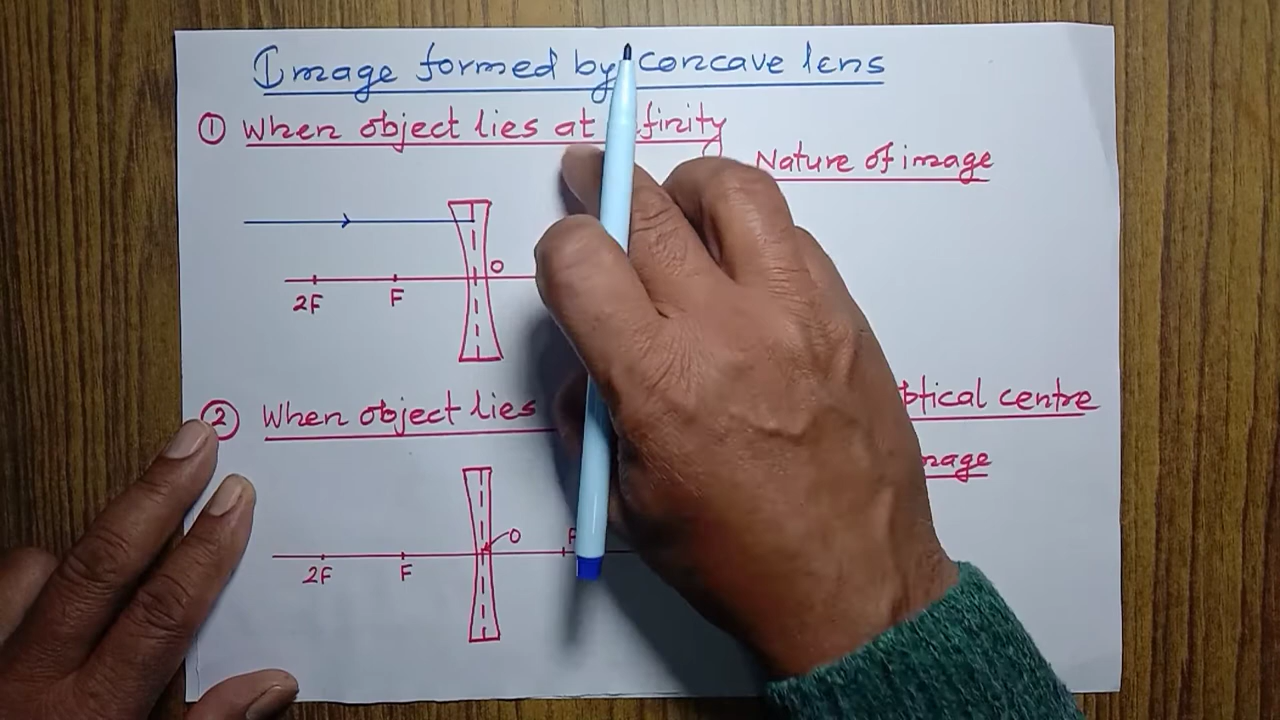 Image formed by concave lens
① When object lies at finity
Nature of image
O
2F F
② When object lies ptical centre
mage
O F
2F F